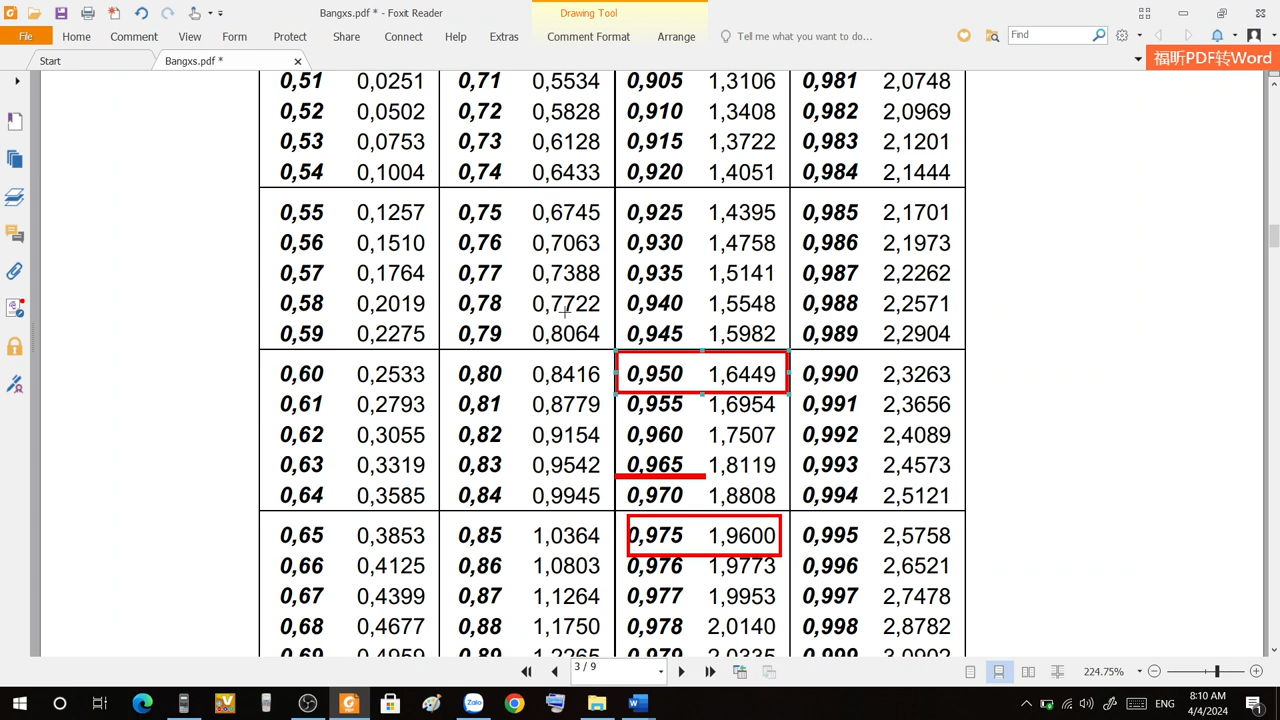 Bangxs.pdf * - Foxit Reader
Drawing Tool
File Home Comment View Form Protect Share Connect Help Extras Comment Format Arrange Tell me what you want to do... Find
Start Bangxs.pdf *
福昕PDF转Word
0,51 0,0251 0,71 0,5534 0,905 1,3106 0,981 2,0748
0,52 0,0502 0,72 0,5828 0,910 1,3408 0,982 2,0969
0,53 0,0753 0,73 0,6128 0,915 1,3722 0,983 2,1201
0,54 0,1004 0,74 0,6433 0,920 1,4051 0,984 2,1444
0,55 0,1257 0,75 0,6745 0,925 1,4395 0,985 2,1701
0,56 0,1510 0,76 0,7063 0,930 1,4758 0,986 2,1973
0,57 0,1764 0,77 0,7388 0,935 1,5141 0,987 2,2262
0,58 0,2019 0,78 0,7722 0,940 1,5548 0,988 2,2571
0,59 0,2275 0,79 0,8064 0,945 1,5982 0,989 2,2904
0,60 0,2533 0,80 0,8416 0,950 1,6449 0,990 2,3263
0,61 0,2793 0,81 0,8779 0,955 1,6954 0,991 2,3656
0,62 0,3055 0,82 0,9154 0,960 1,7507 0,992 2,4089
0,63 0,3319 0,83 0,9542 0,965 1,8119 0,993 2,4573
0,64 0,3585 0,84 0,9945 0,970 1,8808 0,994 2,5121
0,65 0,3853 0,85 1,0364 0,975 1,9600 0,995 2,5758
0,66 0,4125 0,86 1,0803 0,976 1,9773 0,996 2,6521
0,67 0,4399 0,87 1,1264 0,977 1,9953 0,997 2,7478
0,68 0,4677 0,88 1,1750 0,978 2,0140 0,998 2,8782
0,69 0,4959 0,89 1,2265 0,979 2,0335 0,999 3,0902
3 / 9
224.75%
Zalo
ENG
8:10 AM
4/4/2024